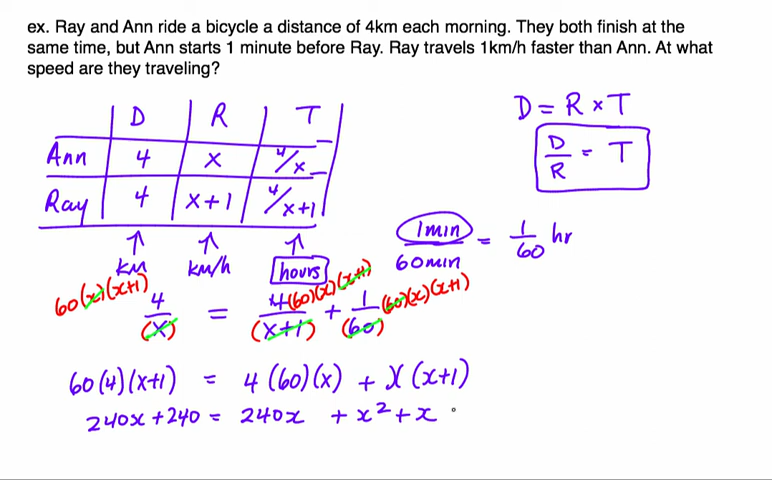 ex. Ray and Ann ride a bicycle a distance of 4km each morning. They both finish at the
same time, but Ann starts 1 minute before Ray. Ray travels 1km/h faster than Ann. At what
speed are they traveling?
D R T
Ann 4 x 4/x
Ray 4 x+1 4/x+1
km km/h hours
D = R × T
D/R = T
1min/60min = 1/60 hr
60(x)(x+1) 4/(x) = 4(60)(x)(x+1)/(x+1) + 1/(60) (60)(x)(x+1)
60(4)(x+1) = 4(60)(x) + x(x+1)
240x+240 = 240x + x²+x